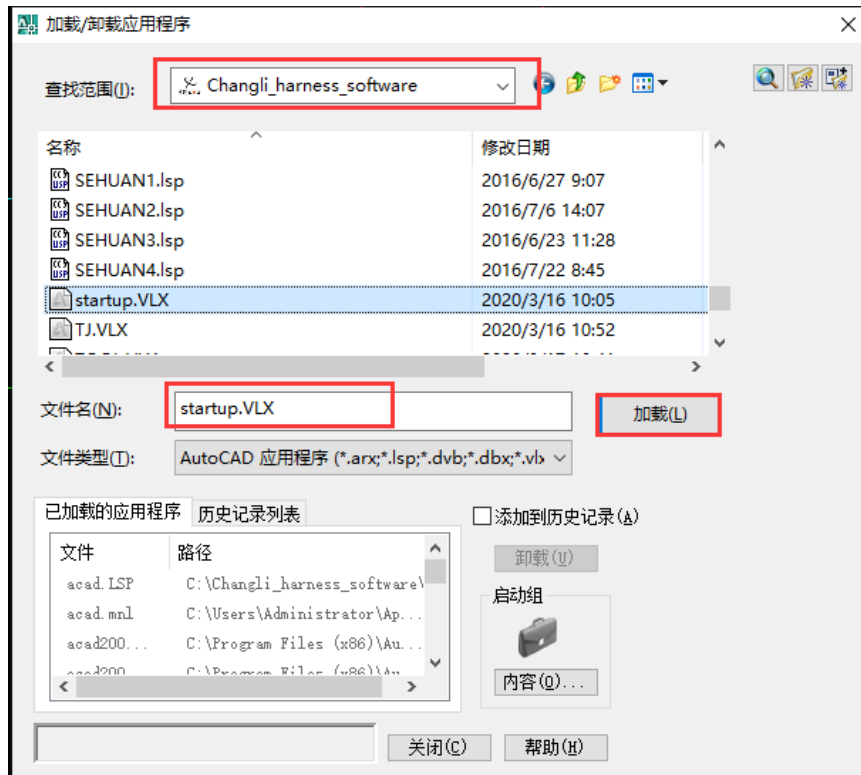 加载/卸载应用程序
查找范围(I): Changli_harness_software
名称 修改日期
SEHUAN1.lsp 2016/6/27 9:07
SEHUAN2.lsp 2016/7/6 14:07
SEHUAN3.lsp 2016/6/23 11:28
SEHUAN4.lsp 2016/7/22 8:45
startup.VLX 2020/3/16 10:05
TJ.VLX 2020/3/16 10:52
文件名(N): startup.VLX 加载(L)
文件类型(T): AutoCAD 应用程序 (*.arx;*.lsp;*.dvb;*.dbx;*.vlx
已加载的应用程序 历史记录列表 添加到历史记录(A)
文件 路径 卸载(U)
acad.LSP C:\Changli_harness_software\
acad.mnl C:\Users\Administrator\Ap...
启动组
acad200... C:\Program Files (x86)\Au...
acad200 C:\Program Files (x86)\Au
内容(O)...
关闭(C) 帮助(H)